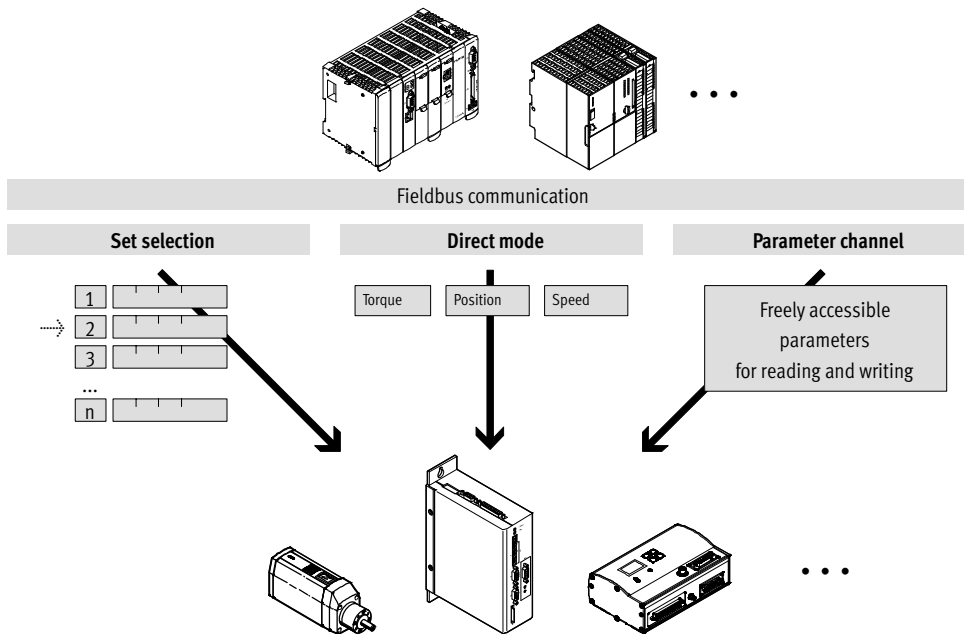 Fieldbus communication
Set selection
Direct mode
Parameter channel
1
2
3
...
n
Torque
Position
Speed
Freely accessible
parameters
for reading and writing